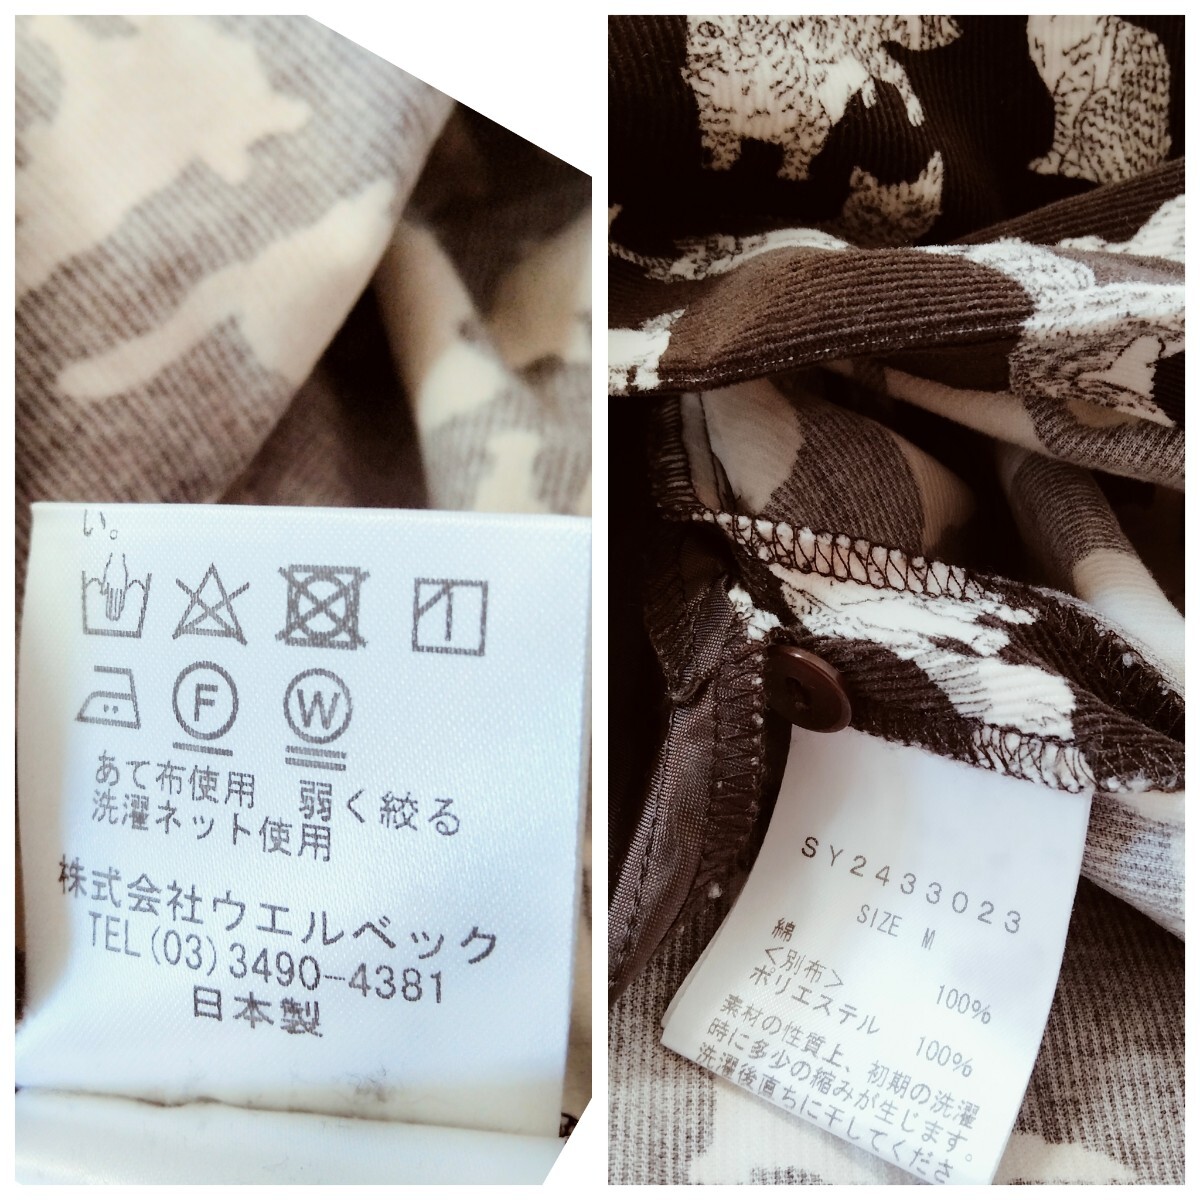 い。
F
W
あて布使用 弱く絞る
洗濯ネット使用
株式会社ウエルベック
TEL(03)3490-4381
日本製
SY2433023
SIZE M
綿 100%
<別布>
ポリエステル 100%
素材の性質上、初期の洗濯
時に多少の縮みが生じます。
洗濯後直ちに干してくださ